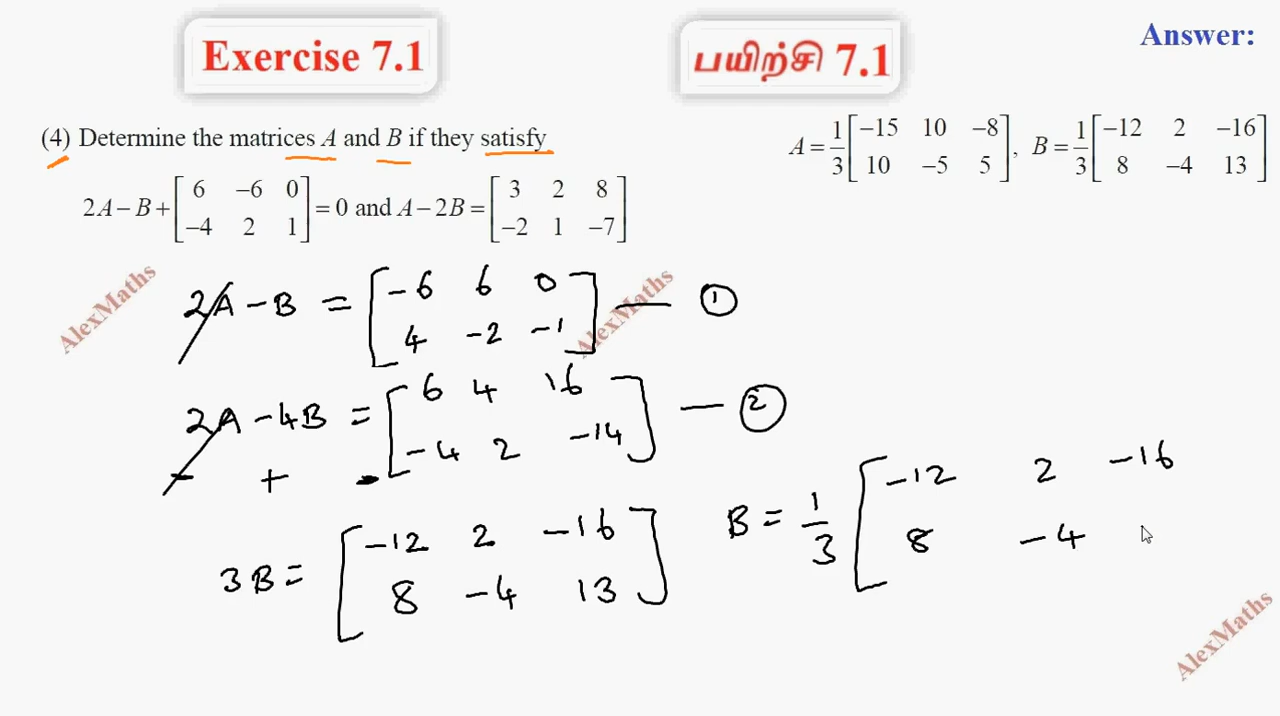 Exercise 7.1
பயிற்சி 7.1
Answer:
(4) Determine the matrices A and B if they satisfy
2A − B + [6 −6 0
−4 2 1] = 0 and A − 2B = [3 2 8
−2 1 −7]
A = 1/3 [−15 10 −8
10 −5 5], B = 1/3 [−12 2 −16
8 −4 13]
2A − B = [−6 6 0
4 −2 −1] — ①
2A − 4B = [6 4 16
−4 2 −14] — ②
− + −
3B = [−12 2 −16
8 −4 13]
B = 1/3 [−12 2 −16
8 −4
AlexMaths
AlexMaths
AlexMaths